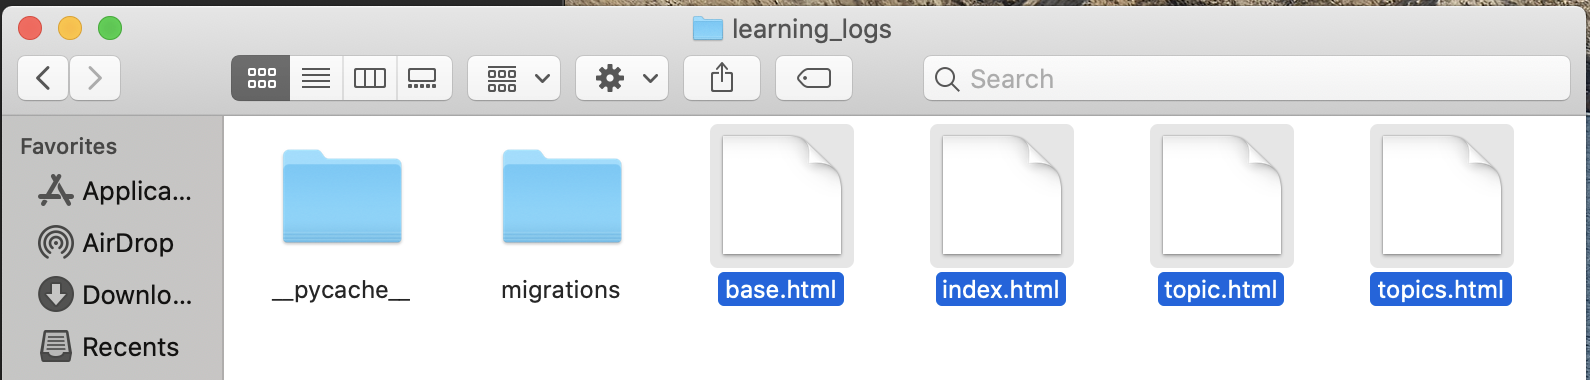 learning_logs
Search
Favorites
Applica...
AirDrop
Downlo...
Recents
__pycache__
migrations
base.html
index.html
topic.html
topics.html